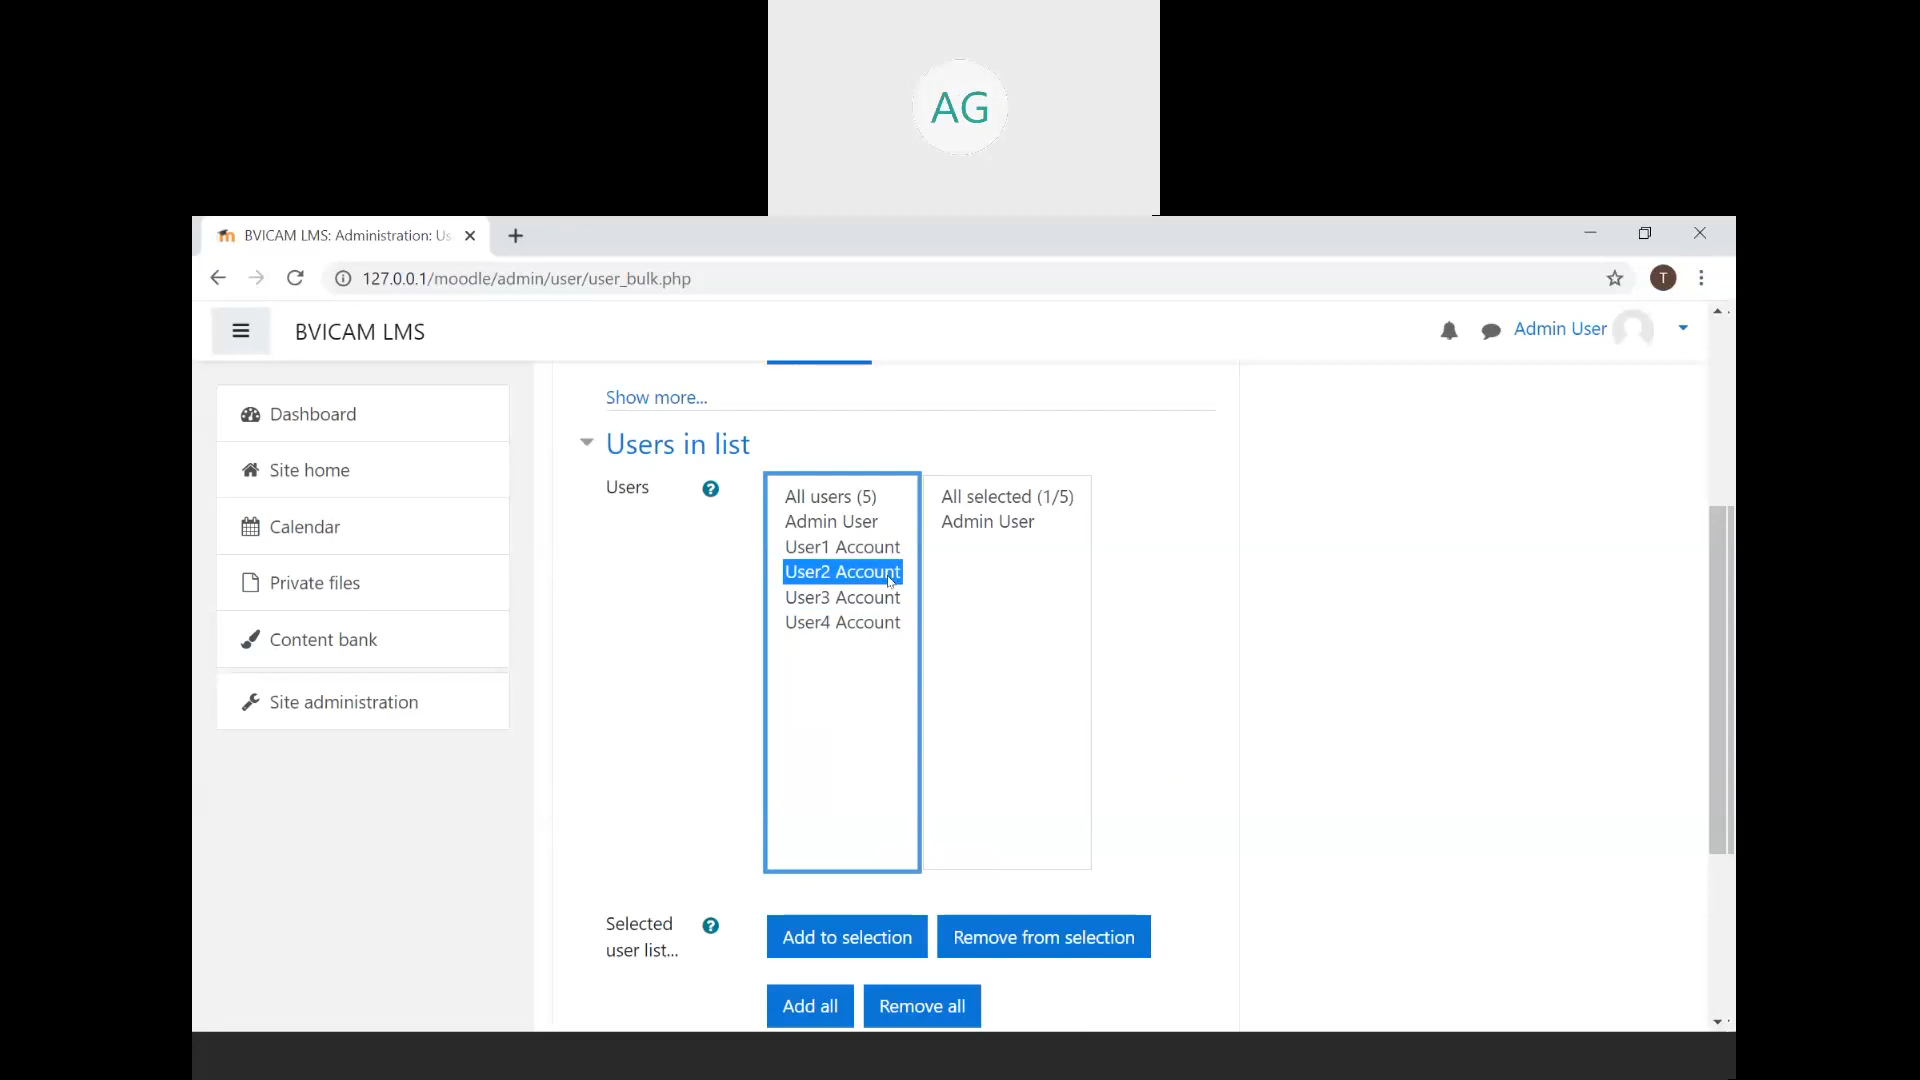 AG
BVICAM LMS: Administration: Us
127.0.0.1/moodle/admin/user/user_bulk.php
T
BVICAM LMS
Admin User
Dashboard
Site home
Calendar
Private files
Content bank
Site administration
Show more...
Users in list
Users
All users (5)
Admin User
User1 Account
User2 Account
User3 Account
User4 Account
All selected (1/5)
Admin User
Selected
user list...
Add to selection
Remove from selection
Add all
Remove all